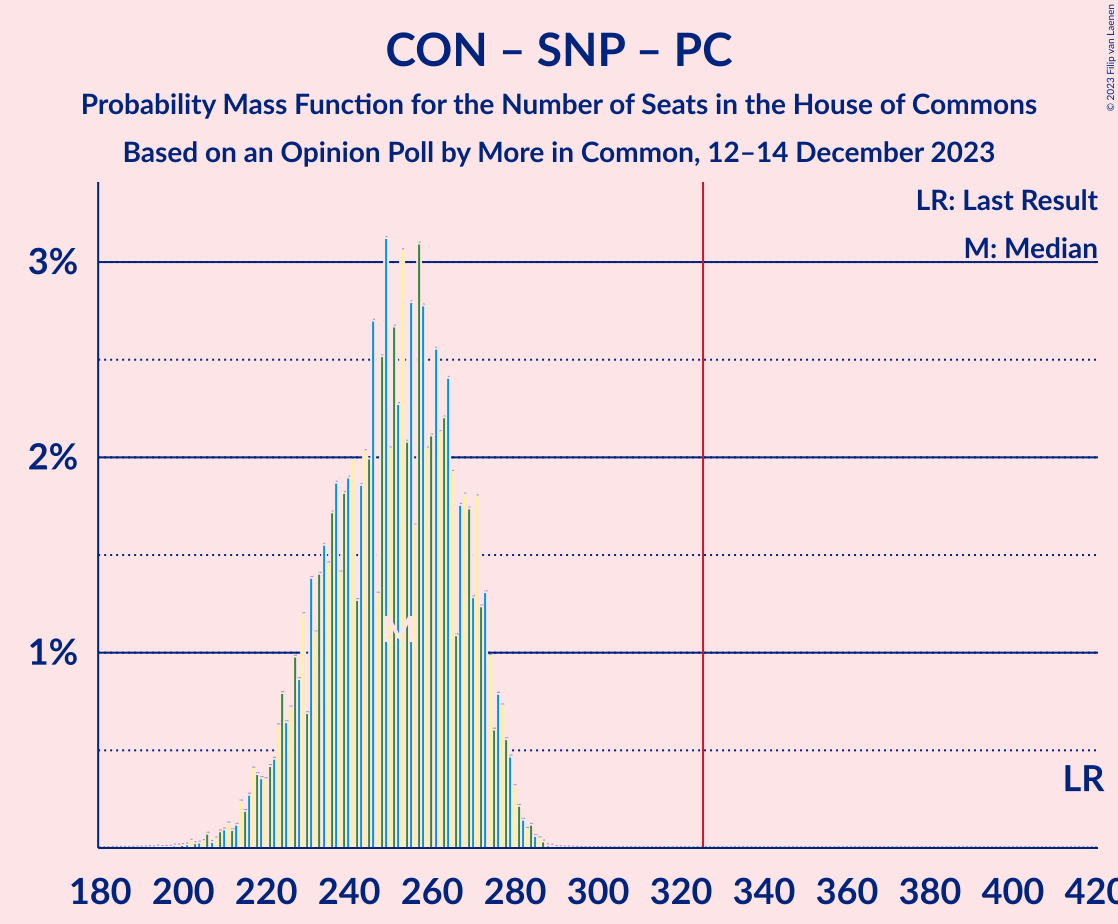 CON – SNP – PC
Probability Mass Function for the Number of Seats in the House of Commons
Based on an Opinion Poll by More in Common, 12–14 December 2023
© 2023 Filip van Laenen
LR: Last Result
M: Median
3%
2%
1%
M
LR
180 200 220 240 260 280 300 320 340 360 380 400 420